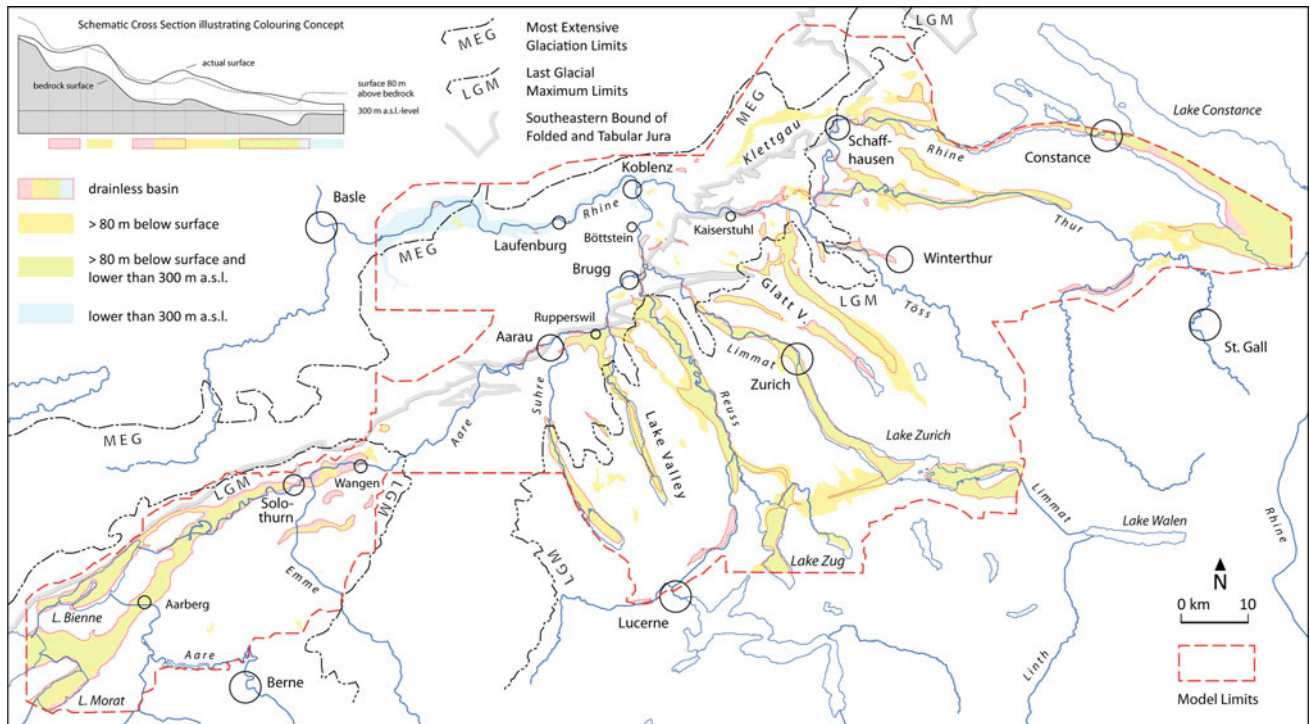 Schematic Cross Section illustrating Colouring Concept
actual surface
bedrock surface
surface 80 m
above bedrock
300 m a.s.l.-level
drainless basin
> 80 m below surface
> 80 m below surface and
lower than 300 m a.s.l.
lower than 300 m a.s.l.
MEG
Most Extensive
Glaciation Limits
LGM
Last Glacial
Maximum Limits
Southeastern Bound of
Folded and Tabular Jura
LGM
MEG
Klettgau
Schaff-
hausen
Rhine
Constance
Lake Constance
Basle
Koblenz
Rhine
Laufenburg
Böttstein
Kaiserstuhl
Thur
MEG
Brugg
Winterthur
Glatt V.
LGM
Töss
Rupperswil
Aarau
Limmat
Zurich
St. Gall
Suhre
Reuss
Aare
Lake Valley
Lake Zurich
MEG
LGM
Wangen
Solo-
thurn
LGM
Limmat
Lake Walen
Rhine
Emme
LGM
Lake Zug
L. Bienne
Aarberg
Lucerne
Aare
L. Morat
Berne
Linth
N
0 km 10
Model Limits